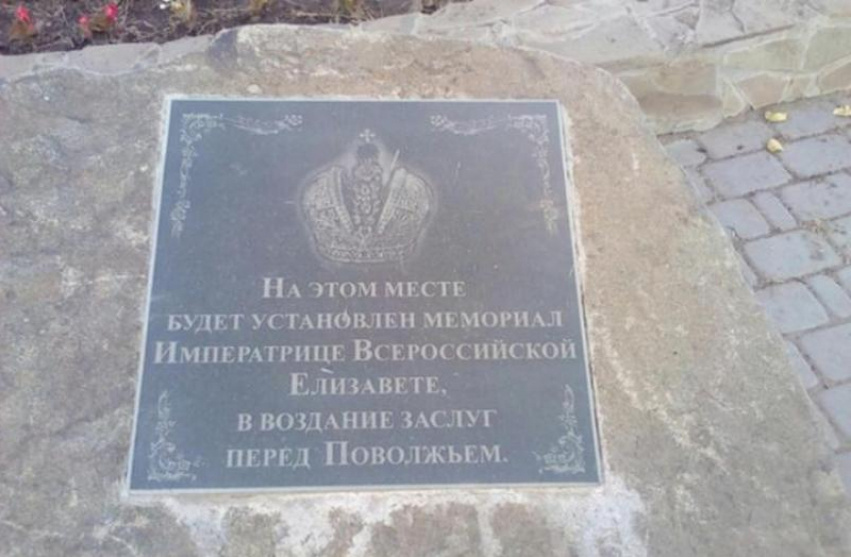 На этом месте
будет установлен мемориал
Императрице Всероссийской
Елизавете,
в воздание заслуг
перед Поволжьем.